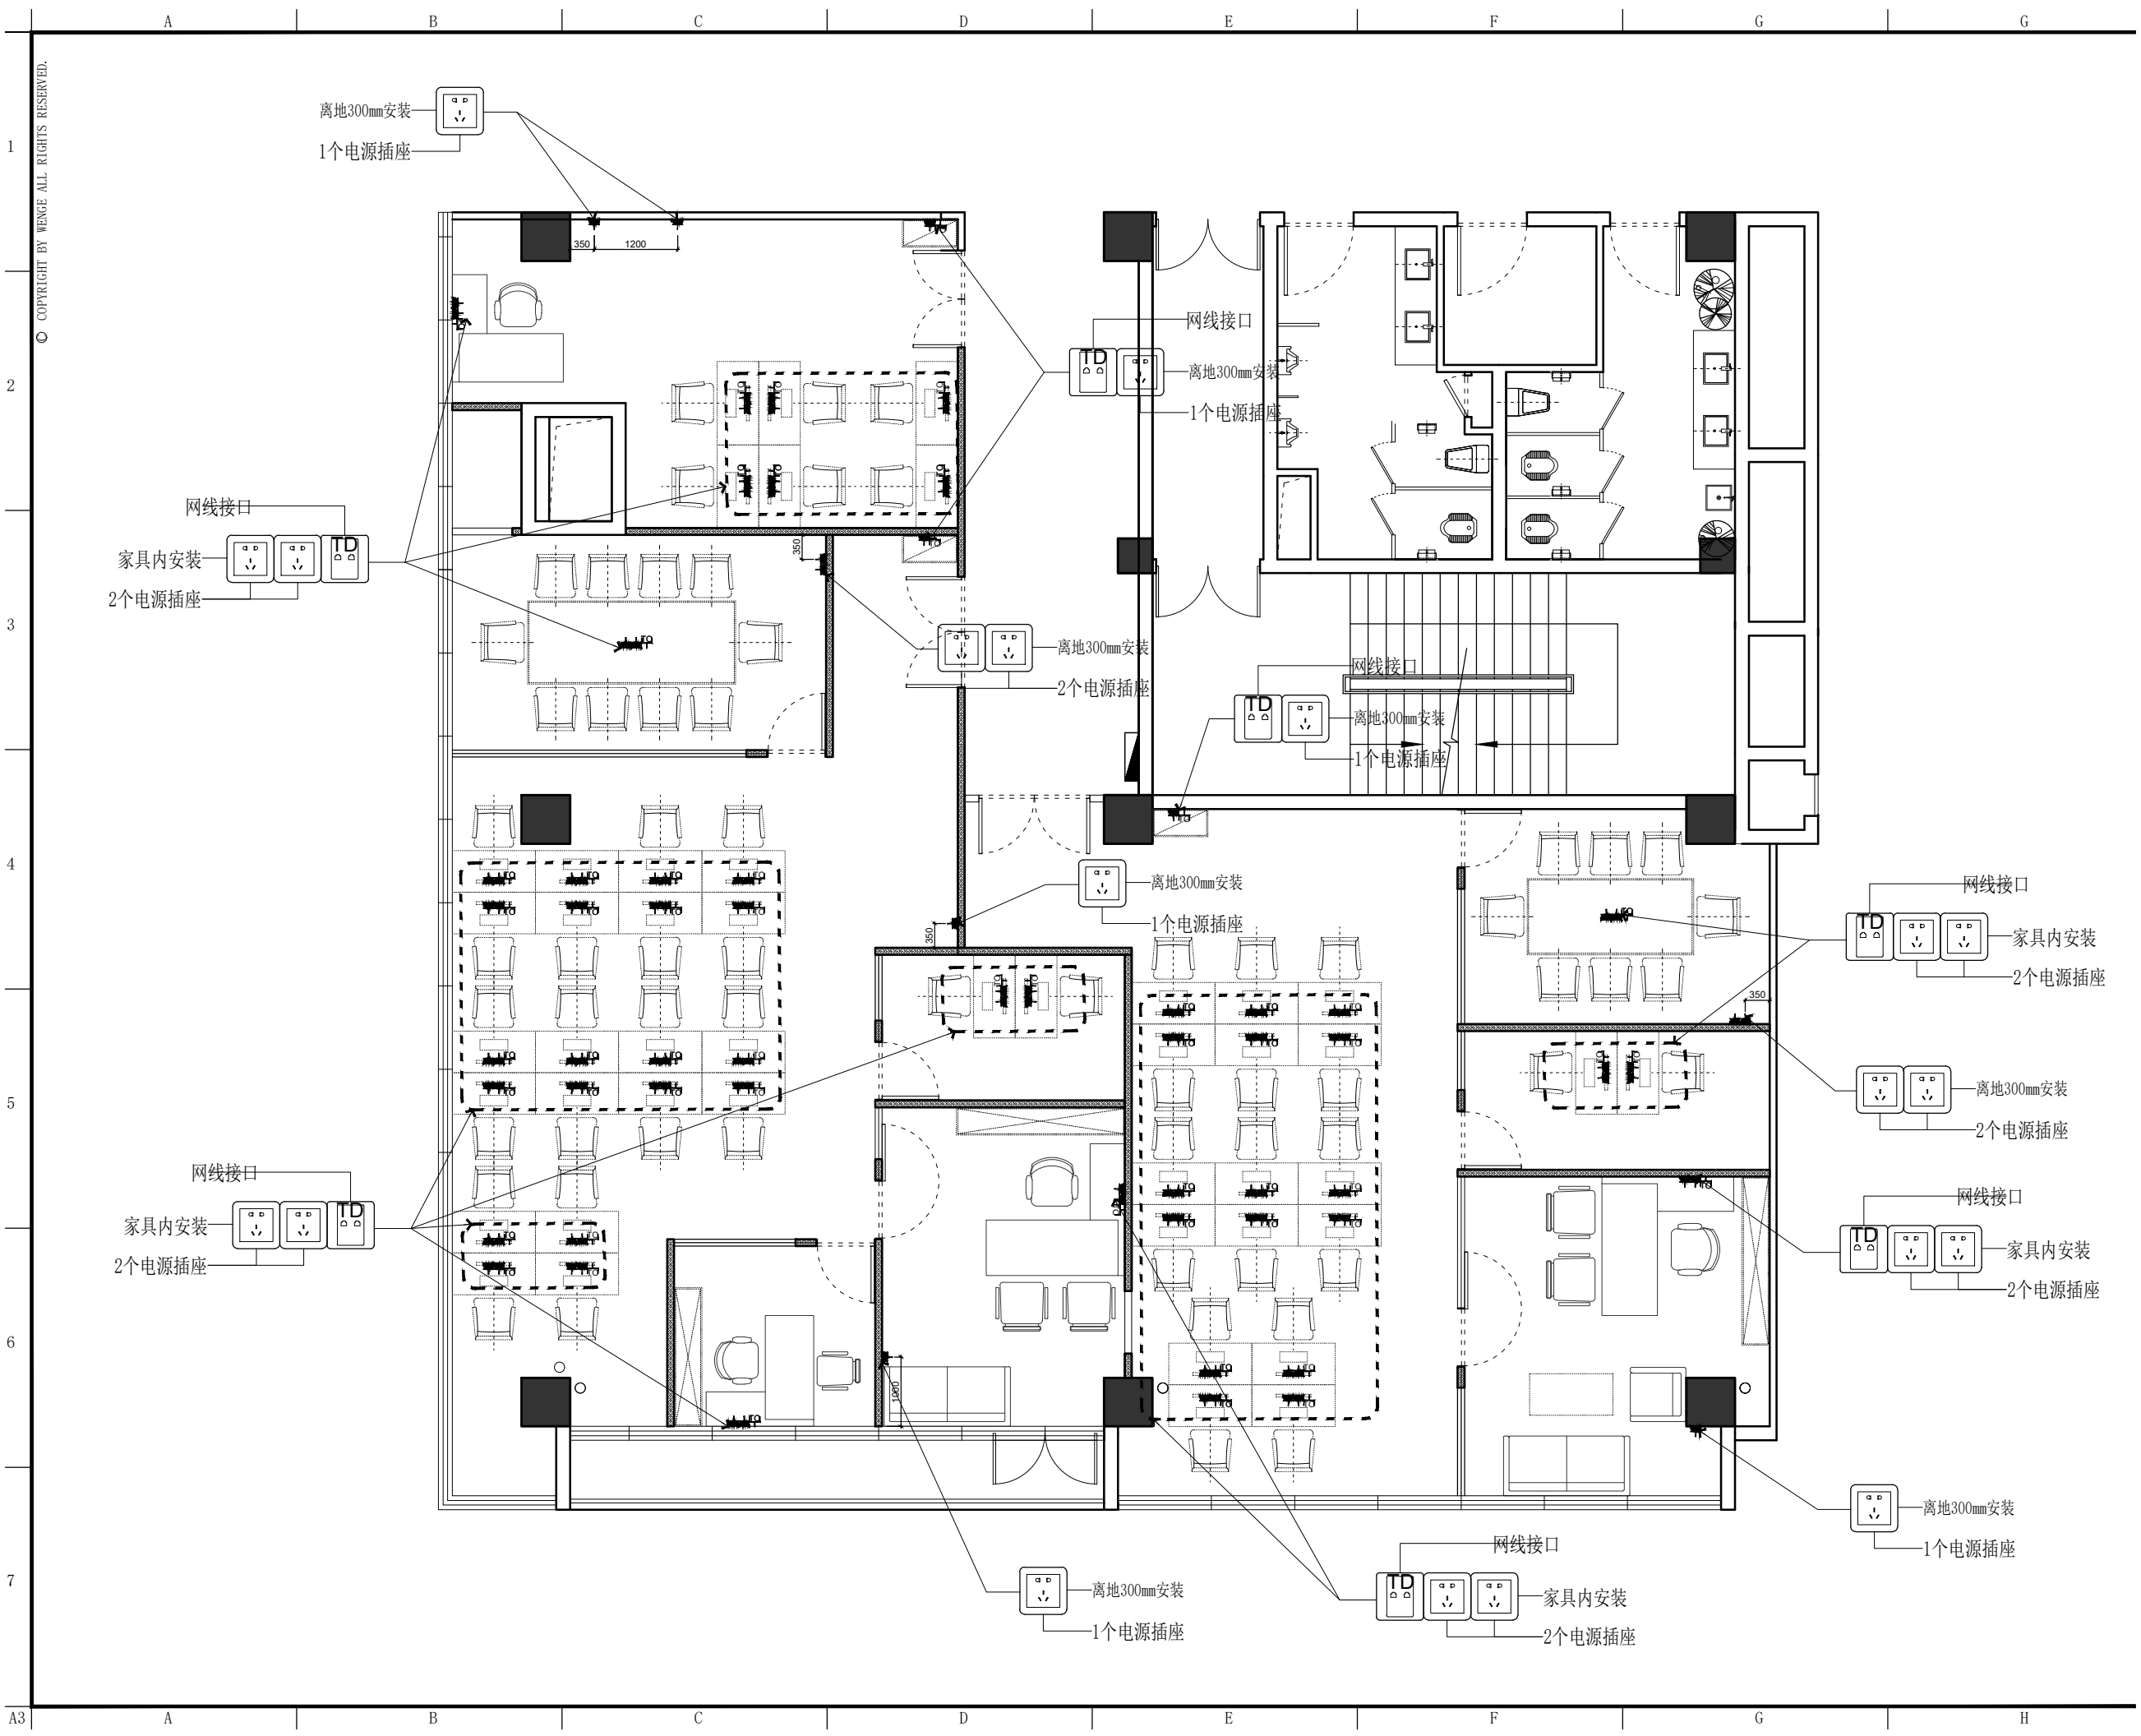 A B C D E F G G
© COPYRIGHT BY WENGE ALL RIGHTS RESERVED.
1
2
3
4
5
6
7
离地300mm安装
1个电源插座
350
1200
网线接口
TD
离地300mm安装
1个电源插座
网线接口
TD
家具内安装
2个电源插座
350
离地300mm安装
2个电源插座
网线接口
TD
离地300mm安装
1个电源插座
离地300mm安装
1个电源插座
350
网线接口
TD
家具内安装
2个电源插座
350
离地300mm安装
2个电源插座
网线接口
TD
家具内安装
2个电源插座
网线接口
TD
家具内安装
2个电源插座
1000
离地300mm安装
1个电源插座
网线接口
TD
家具内安装
2个电源插座
离地300mm安装
1个电源插座
A3 A B C D E F G H